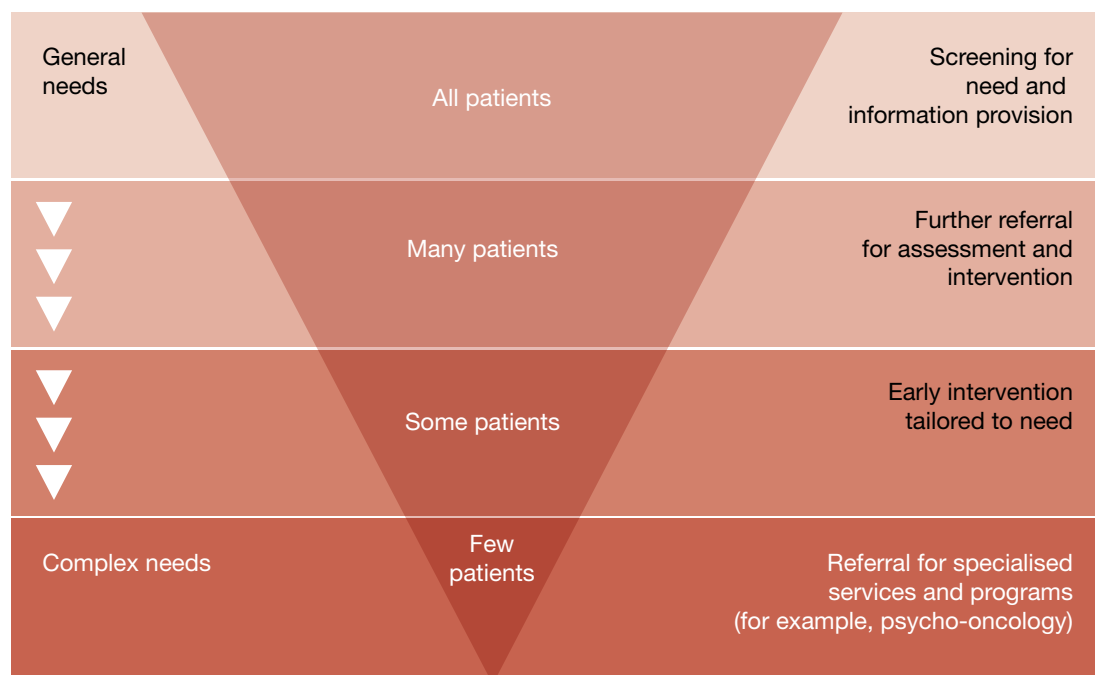 General
needs
All patients
Screening for
need and
information provision
Many patients
Further referral
for assessment and
intervention
Some patients
Early intervention
tailored to need
Complex needs
Few
patients
Referral for specialised
services and programs
(for example, psycho-oncology)